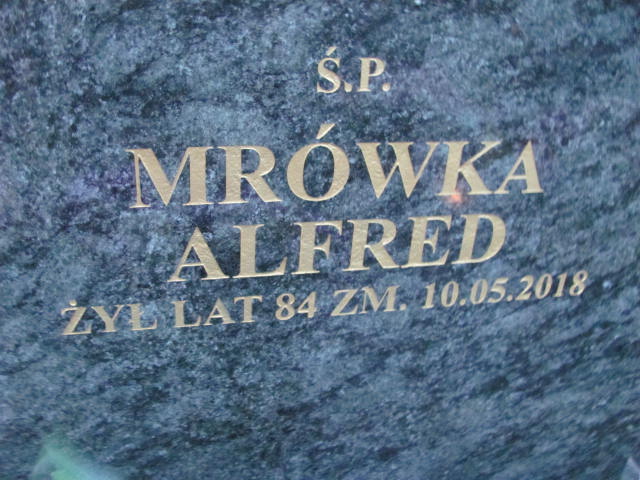 Ś.P.
MRÓWKA
ALFRED
ŻYŁ LAT 84 ZM. 10.05.2018